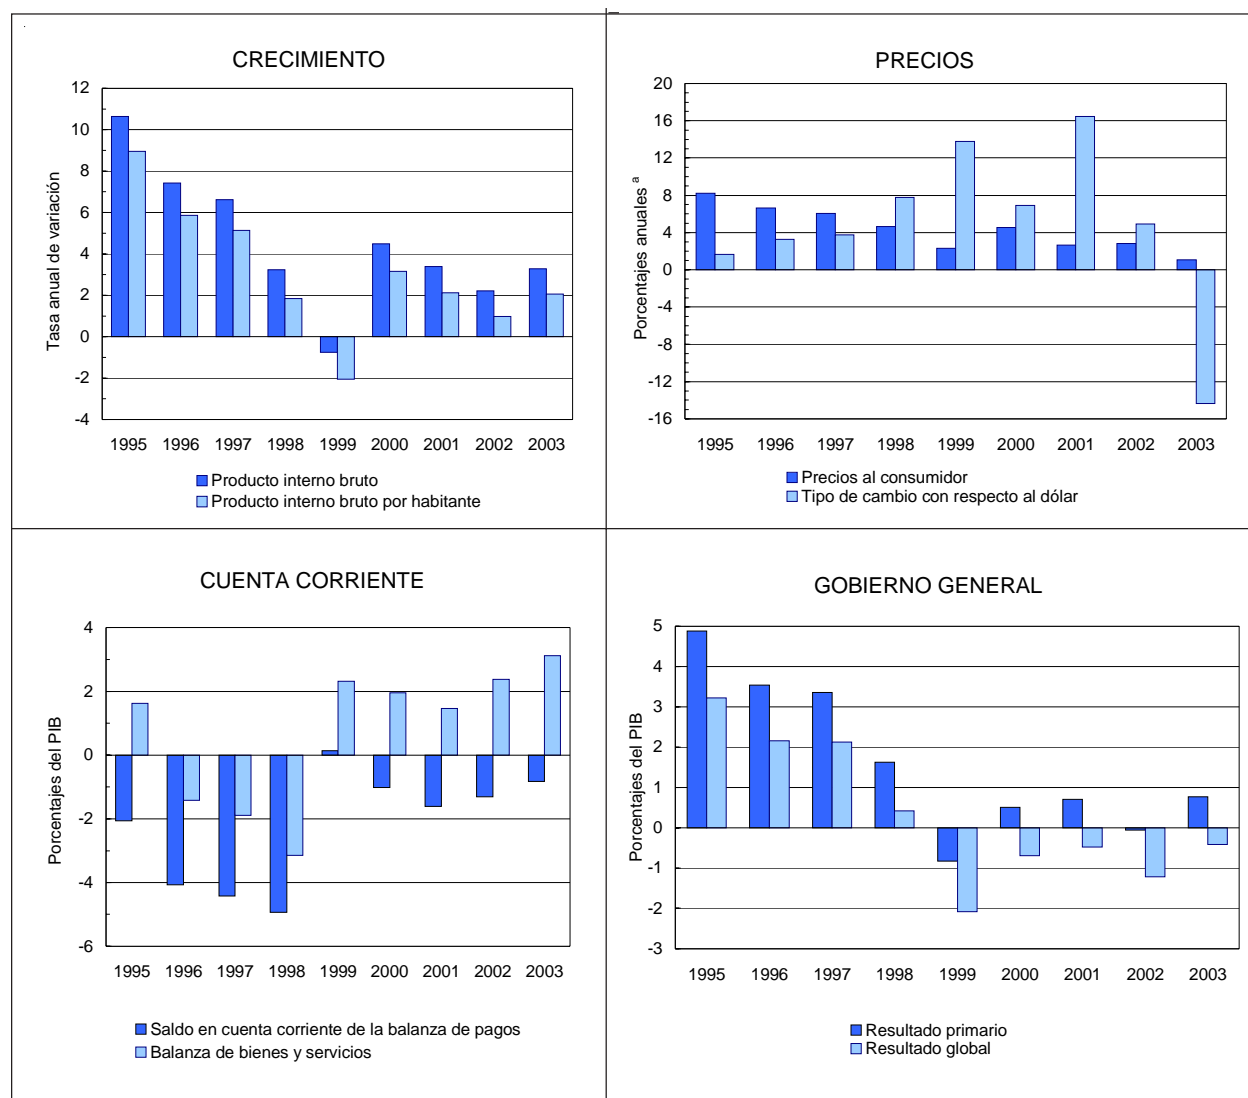 CRECIMIENTO
Tasa anual de variación
12
10
8
6
4
2
0
-2
-4
1995 1996 1997 1998 1999 2000 2001 2002 2003
Producto interno bruto
Producto interno bruto por habitante
PRECIOS
Porcentajes anuales a
20
16
12
8
4
0
-4
-8
-12
-16
1995 1996 1997 1998 1999 2000 2001 2002 2003
Precios al consumidor
Tipo de cambio con respecto al dólar
CUENTA CORRIENTE
Porcentajes del PIB
4
2
0
-2
-4
-6
1995 1996 1997 1998 1999 2000 2001 2002 2003
Saldo en cuenta corriente de la balanza de pagos
Balanza de bienes y servicios
GOBIERNO GENERAL
Porcentajes del PIB
5
4
3
2
1
0
-1
-2
-3
1995 1996 1997 1998 1999 2000 2001 2002 2003
Resultado primario
Resultado global